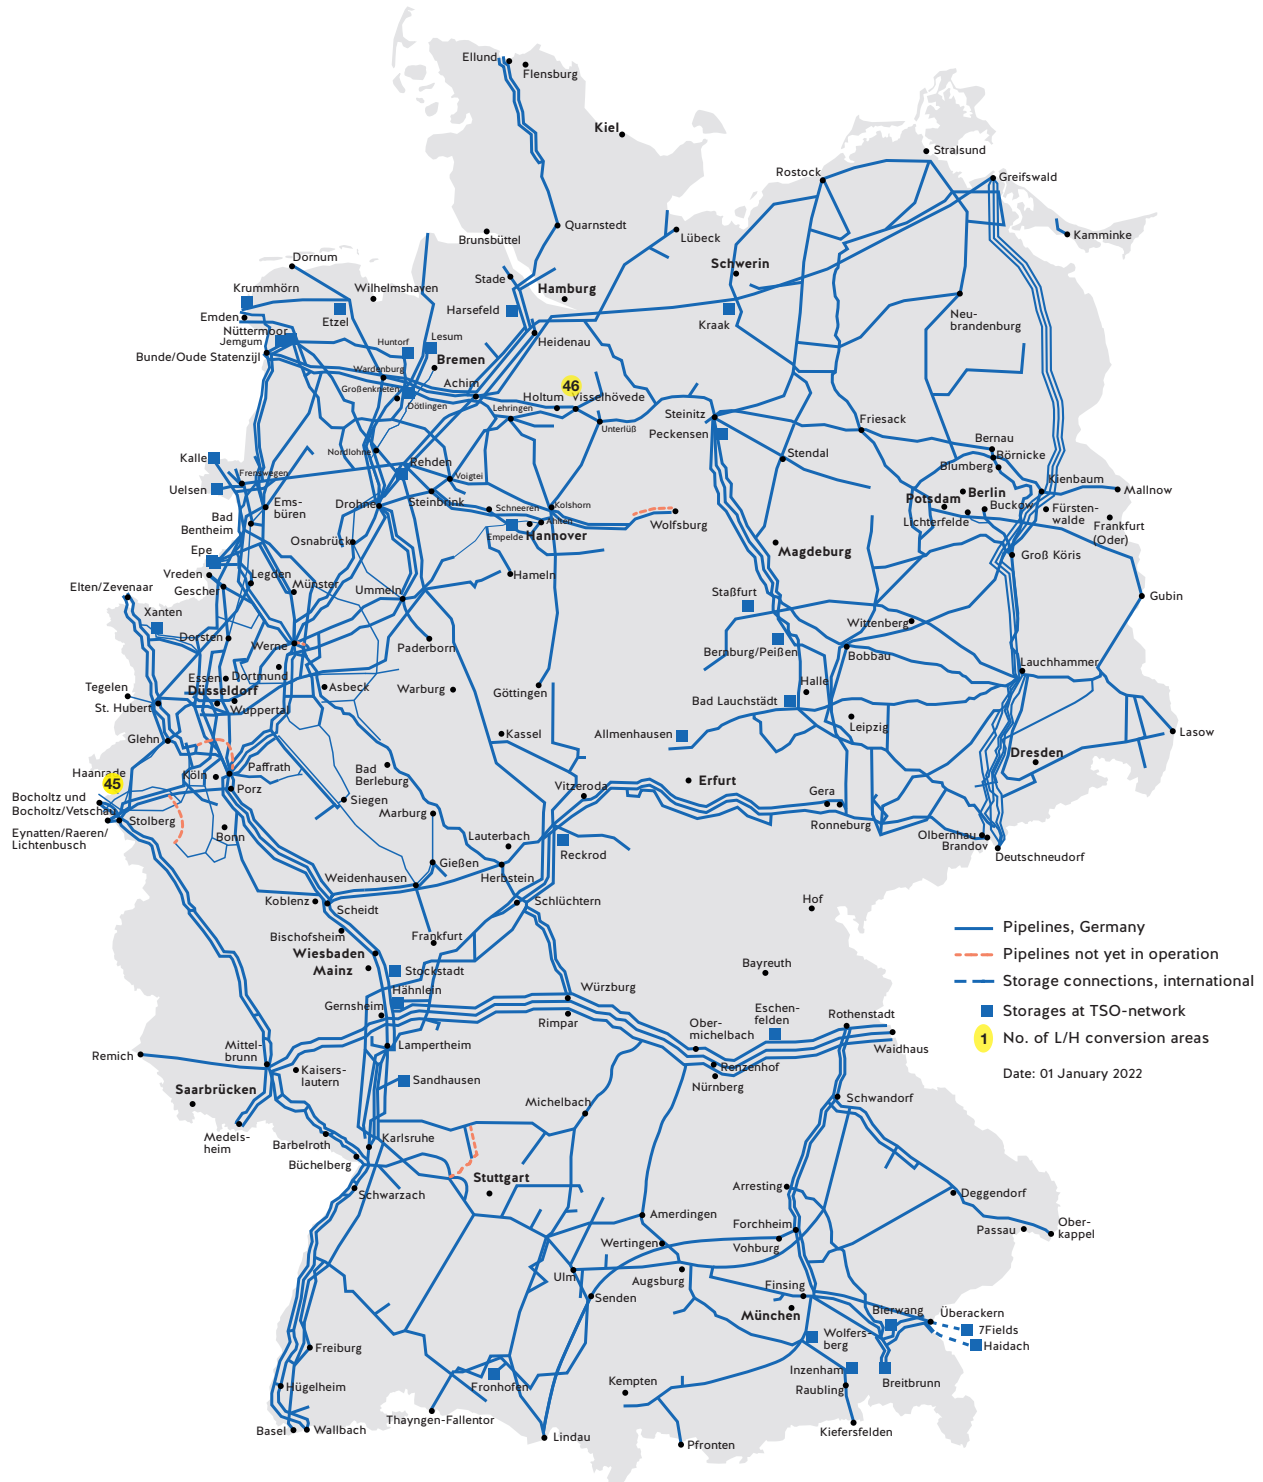 Ellund
Flensburg
Kiel
Stralsund
Rostock
Greifswald
Quarnstedt
Brunsbüttel
Lübeck
Kamminke
Dornum
Schwerin
Stade
Krummhörn
Wilhelmshaven
Hamburg
Etzel
Harsefeld
Emden
Kraak
Neu-
brandenburg
Nüttermoor
Jemgum
Huntorf
Lesum
Heidenau
Bunde/Oude Statenzijl
Bremen
Wardenburg
Achim
46
Großenkneten
Holtum
Visselhövede
Dötlingen
Lehringen
Steinitz
Unterlüß
Friesack
Peckensen
Bernau
Börnicke
Nordlohne
Stendal
Kalle
Rehden
Blumberg
Frenswegen
Voigtei
Kienbaum
Mallnow
Uelsen
Berlin
Potsdam
Ems-
büren
Drohne
Steinbrink
Schneeren
Kolshorn
Buckow
Fürsten-
walde
Bad
Bentheim
Ahlten
Wolfsburg
Lichterfelde
Frankfurt
(Oder)
Empelde
Hannover
Osnabrück
Magdeburg
Epe
Groß Köris
Vreden
Legden
Hameln
Gescher
Münster
Elten/Zevenaar
Ummeln
Staßfurt
Gubin
Xanten
Wittenberg
Dorsten
Werne
Paderborn
Bernburg/Peißen
Bobbau
Lauchhammer
Essen
Dortmund
Tegelen
Düsseldorf
Asbeck
Warburg
Göttingen
Halle
Bad Lauchstädt
St. Hubert
Wuppertal
Leipzig
Glehn
Kassel
Allmenhausen
Lasow
Dresden
Haanrade
45
Köln
Paffrath
Bad
Berleburg
Erfurt
Porz
Vitzeroda
Gera
Bocholtz und
Bocholtz/Vetschau
Siegen
Marburg
Stolberg
Ronneburg
Eynatten/Raeren/
Lichtenbusch
Bonn
Lauterbach
Olbernhau
Brandov
Reckrod
Deutschneudorf
Gießen
Weidenhausen
Herbstein
Koblenz
Scheidt
Schlüchtern
Hof
Bischofsheim
Frankfurt
Pipelines, Germany
Wiesbaden
Pipelines not yet in operation
Mainz
Stockstadt
Bayreuth
Storage connections, international
Hähnlein
Würzburg
Gernsheim
Eschen-
felden
Rothenstadt
Storages at TSO-network
Rimpar
Ober-
michelbach
1
No. of L/H conversion areas
Mittel-
brunn
Lampertheim
Waidhaus
Remich
Kaisers-
lautern
Renzenhof
Date: 01 January 2022
Sandhausen
Nürnberg
Saarbrücken
Michelbach
Schwandorf
Medels-
heim
Barbelroth
Karlsruhe
Büchelberg
Stuttgart
Arresting
Deggendorf
Schwarzach
Amerdingen
Forchheim
Passau
Ober-
kappel
Wertingen
Vohburg
Ulm
Augsburg
Finsing
Senden
München
Bierwang
Überackern
7Fields
Wolfers-
berg
Haidach
Freiburg
Inzenham
Hügelheim
Fronhofen
Kempten
Raubling
Breitbrunn
Thayngen-Fallentor
Basel
Wallbach
Kiefersfelden
Lindau
Pfronten